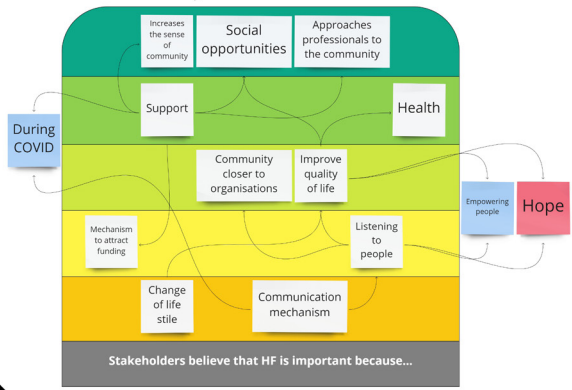 Increases
the sense
of
community
Social
opportunities
Approaches
professionals to
the community
Support
Health
During
COVID
Community
closer to
organisations
Improve
quality
of life
Empowering
people
Hope
Mechanism
to attract
funding
Listening
to
people
Change
of life
stile
Communication
mechanism
Stakeholders believe that HF is important because...